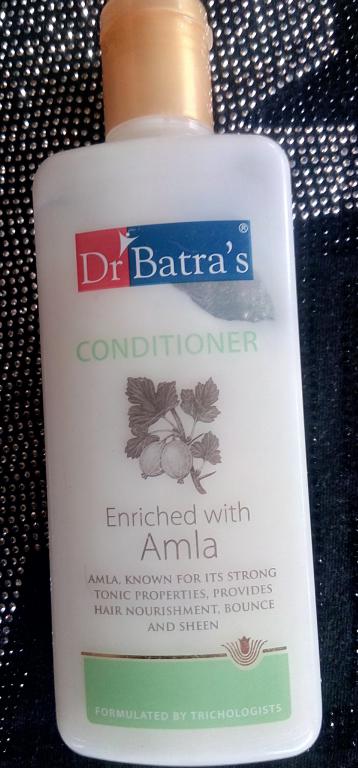 Dr Batra's®
CONDITIONER
Enriched with
Amla
AMLA, KNOWN FOR ITS STRONG
TONIC PROPERTIES, PROVIDES
HAIR NOURISHMENT, BOUNCE
AND SHEEN
FORMULATED BY TRICHOLOGISTS